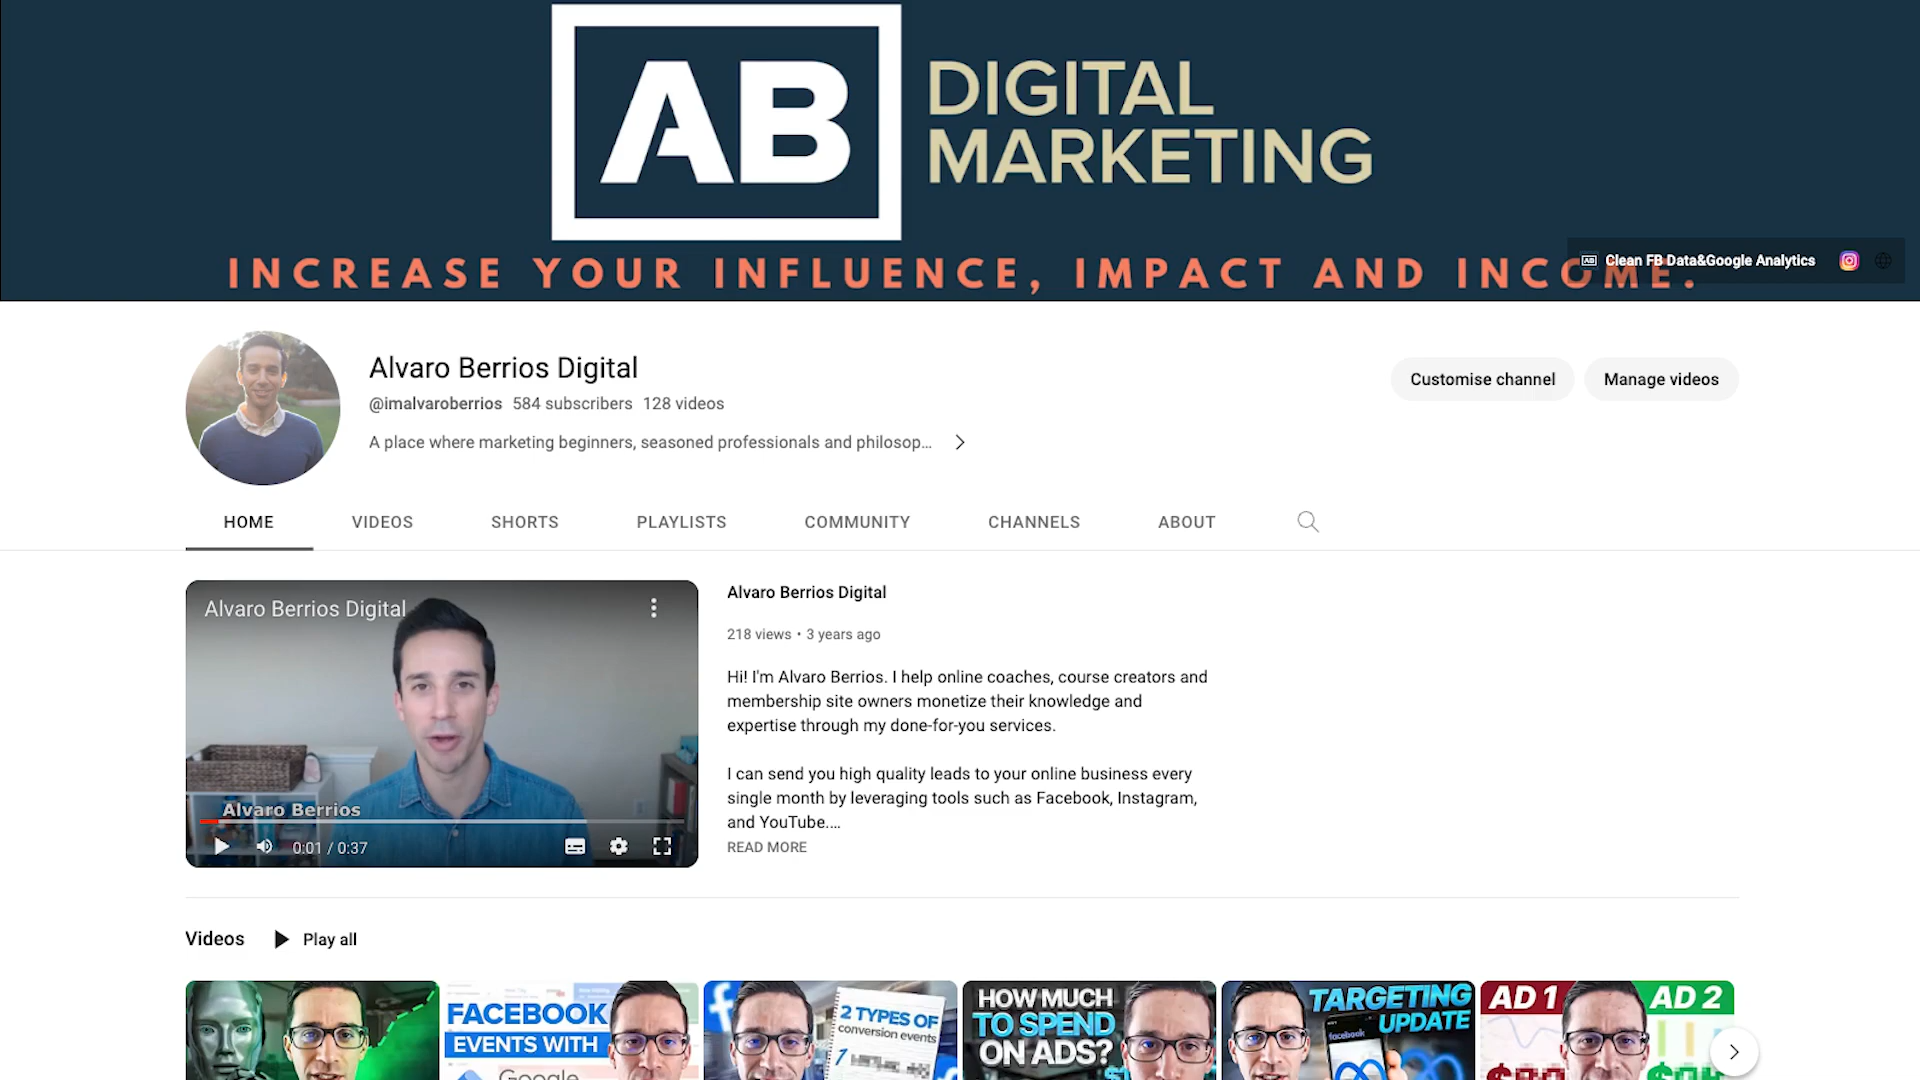 AB
DIGITAL
MARKETING
INCREASE YOUR INFLUENCE, IMPACT AND INCOME.
Clean FB Data&Google Analytics
Alvaro Berrios Digital
@imalvaroberrios 584 subscribers 128 videos
A place where marketing beginners, seasoned professionals and philosop...
Customise channel
Manage videos
HOME VIDEOS SHORTS PLAYLISTS COMMUNITY CHANNELS ABOUT
Alvaro Berrios Digital
Alvaro Berrios
0:01 / 0:37
Alvaro Berrios Digital
218 views • 3 years ago
Hi! I'm Alvaro Berrios. I help online coaches, course creators and
membership site owners monetize their knowledge and
expertise through my done-for-you services.
I can send you high quality leads to your online business every
single month by leveraging tools such as Facebook, Instagram,
and YouTube....
READ MORE
Videos Play all
FACEBOOK
EVENTS WITH
Google
2 TYPES OF
conversion events
1
HOW MUCH
TO SPEND
ON ADS?
TARGETING
UPDATE
facebook
AD 1
AD 2